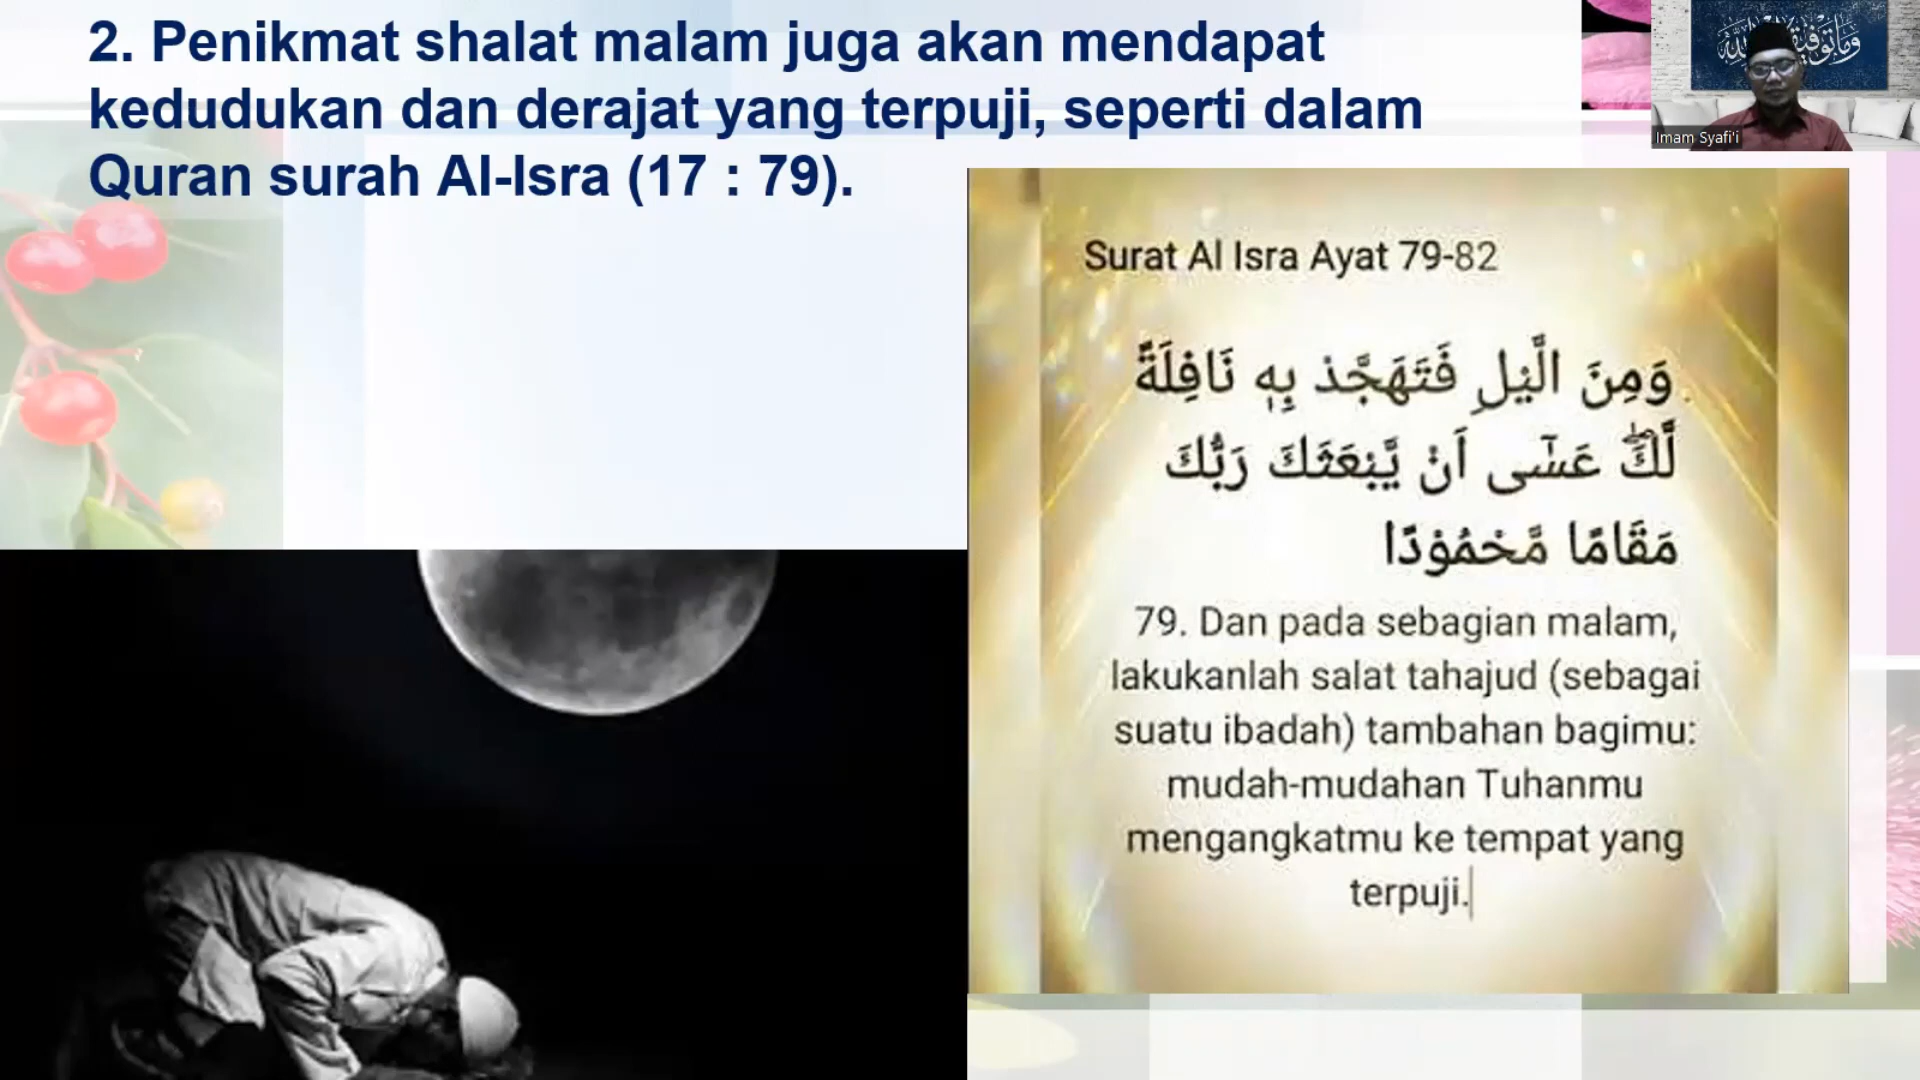 2. Penikmat shalat malam juga akan mendapat
kedudukan dan derajat yang terpuji, seperti dalam
Quran surah Al-Isra (17 : 79).
Imam Syafi'i
Surat Al Isra Ayat 79-82
وَمِنَ الَّيْلِ فَتَهَجَّدْ بِهٖ نَافِلَةً
لَّكَۖ عَسٰٓى اَنْ يَّبْعَثَكَ رَبُّكَ
مَقَامًا مَّحْمُوْدًا
79. Dan pada sebagian malam,
lakukanlah salat tahajud (sebagai
suatu ibadah) tambahan bagimu:
mudah-mudahan Tuhanmu
mengangkatmu ke tempat yang
terpuji.